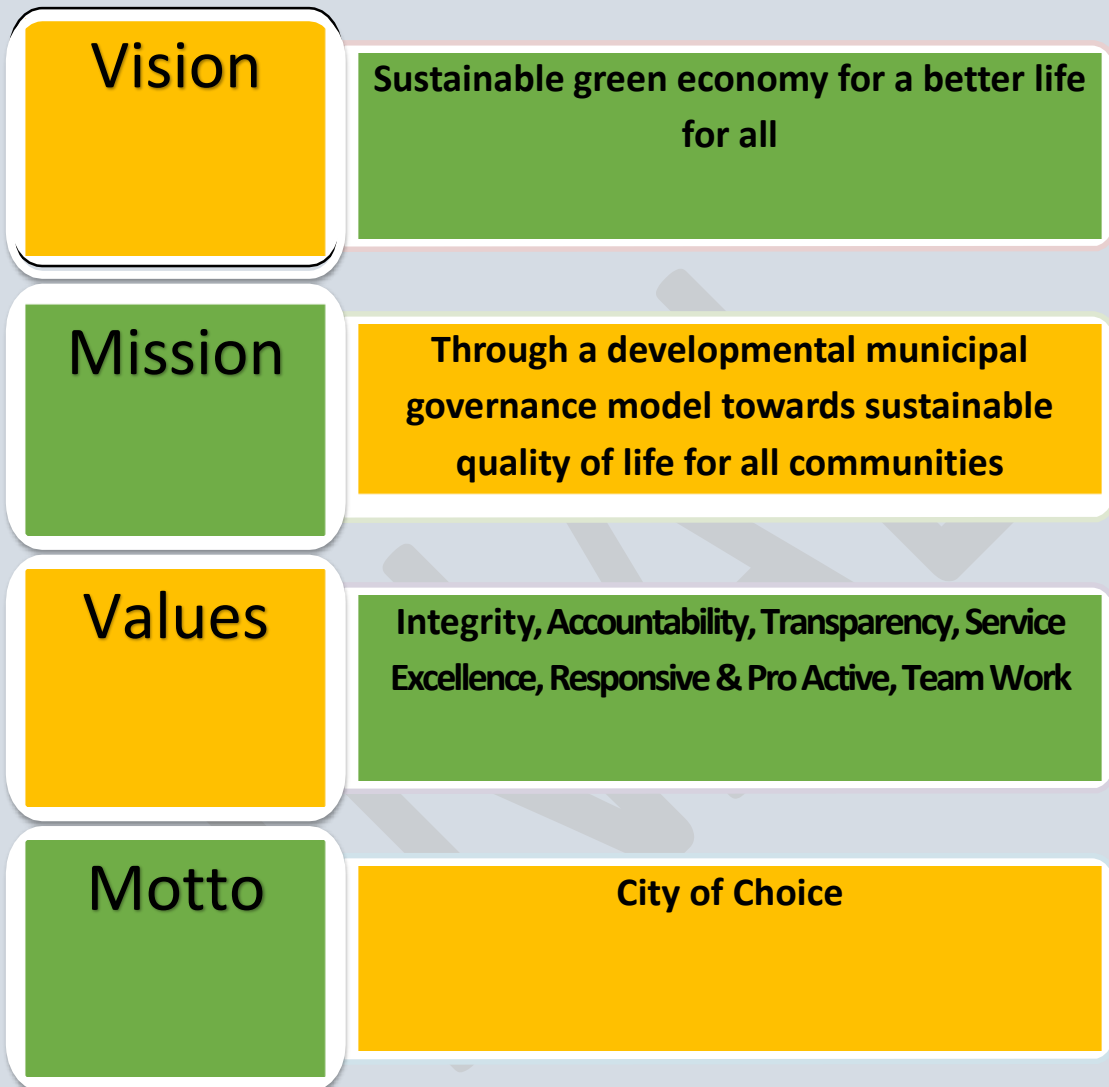 Vision
Sustainable green economy for a better life
for all
Mission
Through a developmental municipal
governance model towards sustainable
quality of life for all communities
Values
Integrity, Accountability, Transparency, Service
Excellence, Responsive & Pro Active, Team Work
Motto
City of Choice